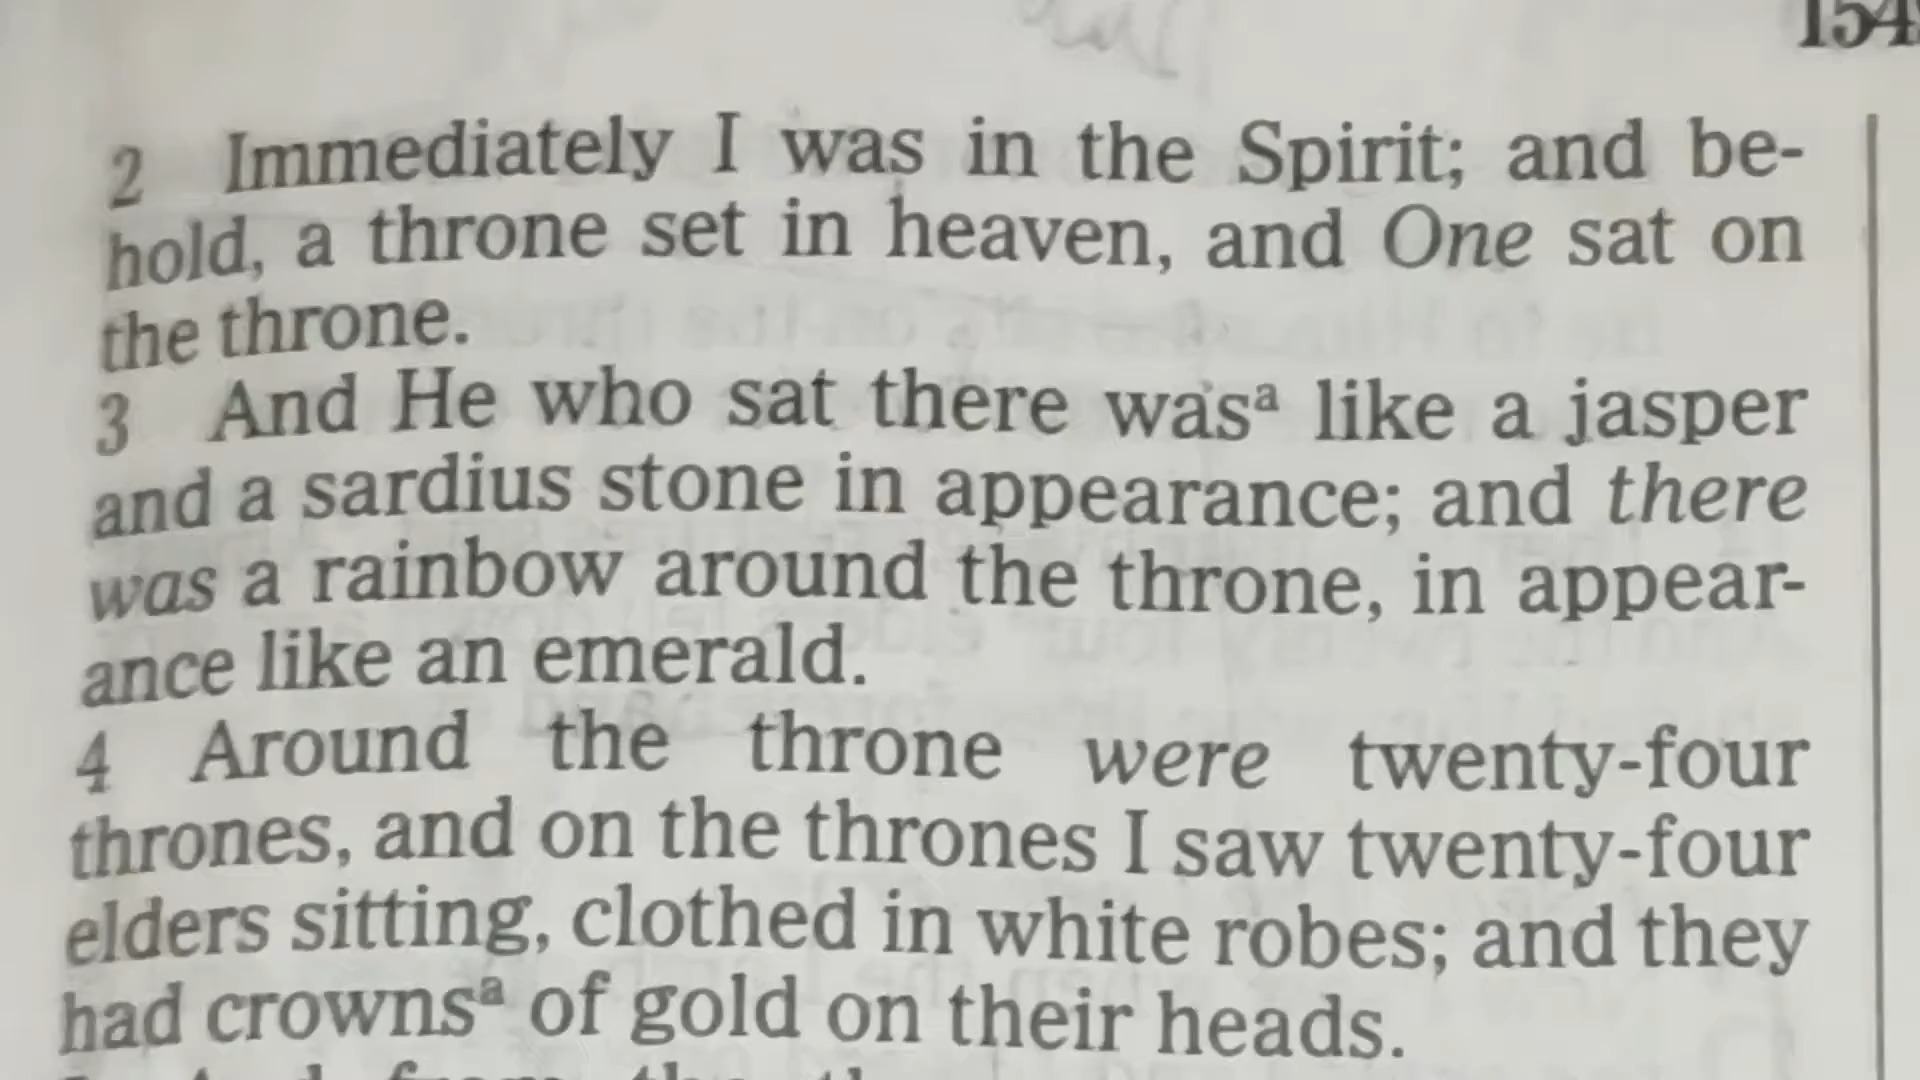 154
2 Immediately I was in the Spirit; and be-
hold, a throne set in heaven, and One sat on
the throne.
3 And He who sat there wasᵃ like a jasper
and a sardius stone in appearance; and there
was a rainbow around the throne, in appear-
ance like an emerald.
4 Around the throne were twenty-four
thrones, and on the thrones I saw twenty-four
elders sitting, clothed in white robes; and they
had crownsᵃ of gold on their heads.